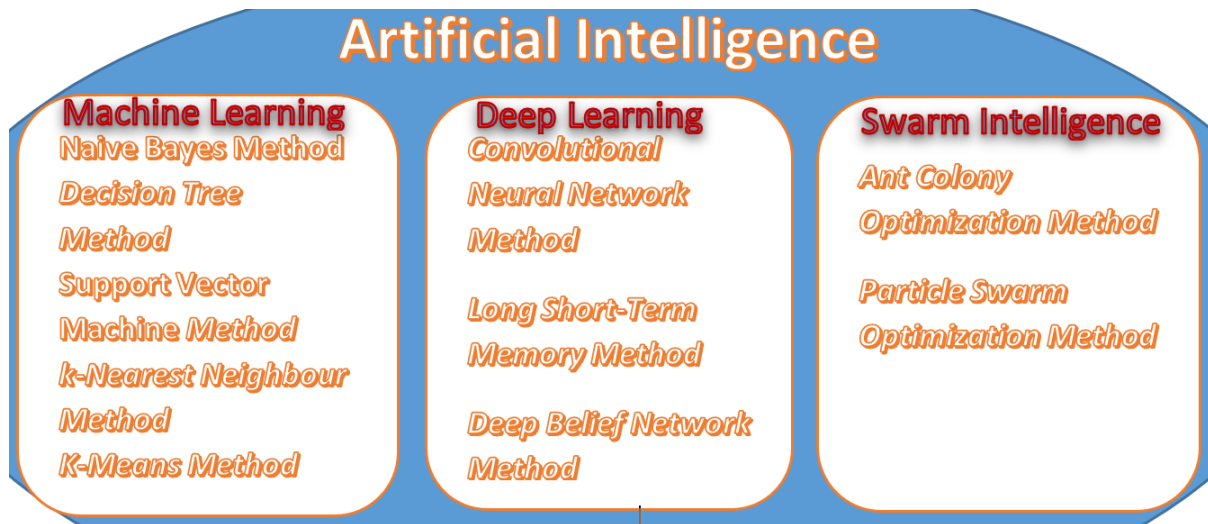 Artificial Intelligence
Machine Learning
Naive Bayes Method
Decision Tree
Method
Support Vector
Machine Method
k-Nearest Neighbour
Method
K-Means Method
Deep Learning
Convolutional
Neural Network
Method
Long Short-Term
Memory Method
Deep Belief Network
Method
Swarm Intelligence
Ant Colony
Optimization Method
Particle Swarm
Optimization Method